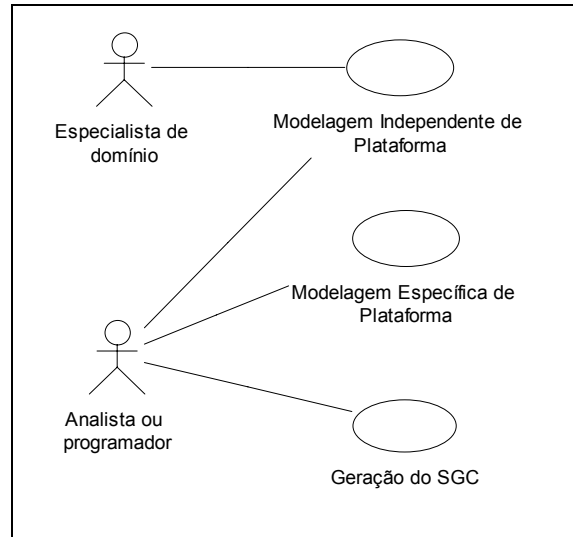 Especialista de
domínio
Modelagem Independente de
Plataforma
Modelagem Específica de
Plataforma
Analista ou
programador
Geração do SGC